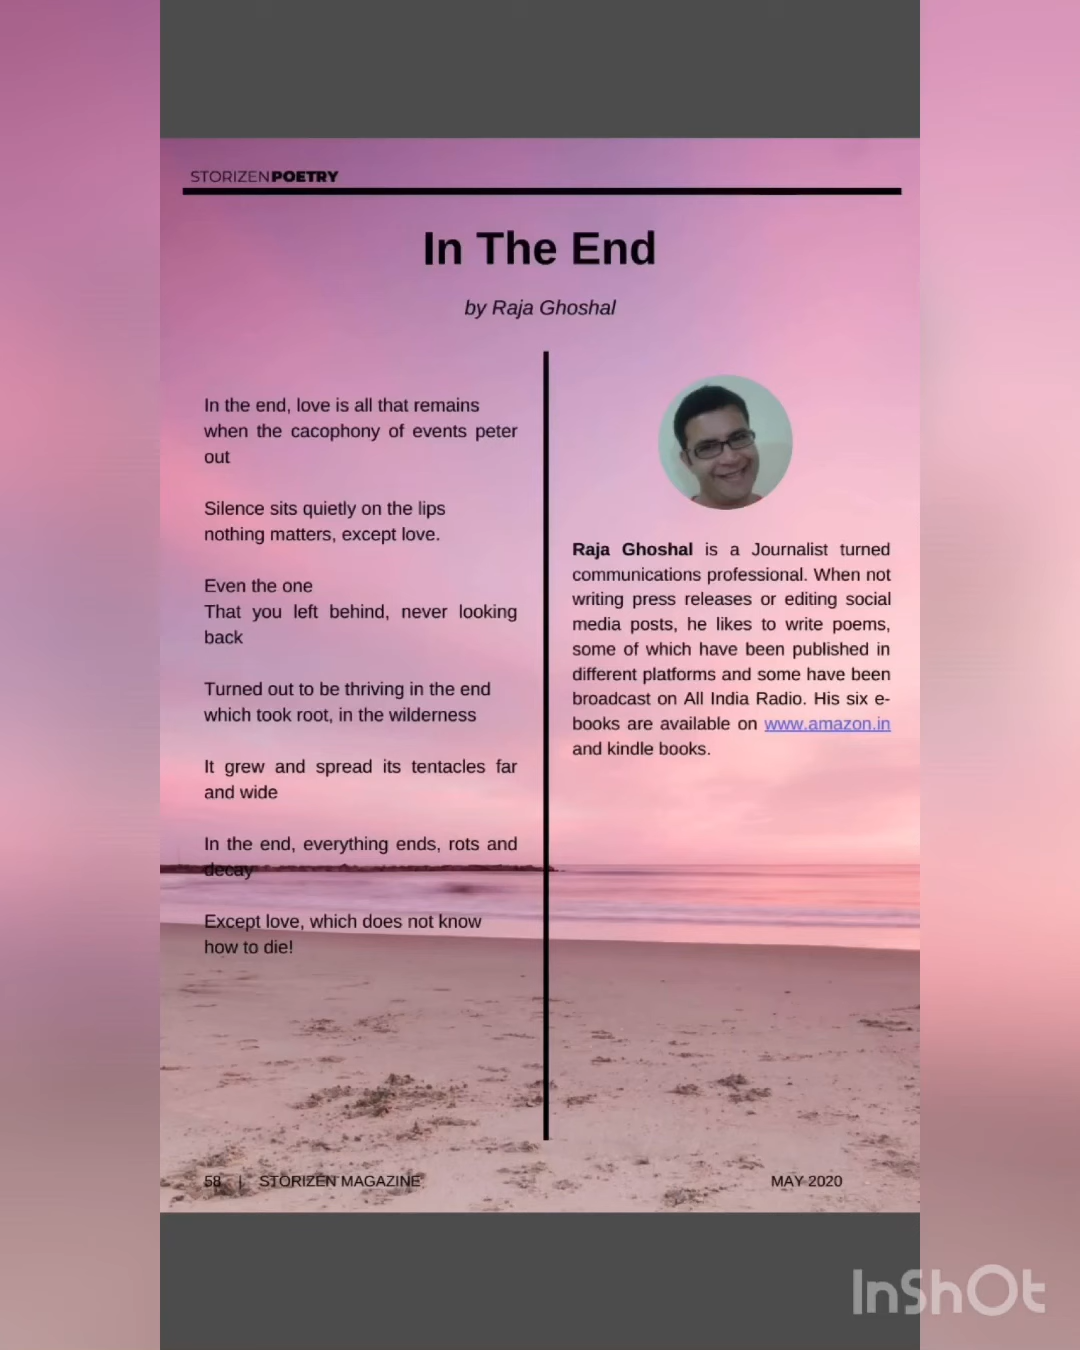 STORIZENPOETRY
In The End
by Raja Ghoshal
In the end, love is all that remains
when the cacophony of events peter
out
Silence sits quietly on the lips
nothing matters, except love.
Even the one
That you left behind, never looking
back
Turned out to be thriving in the end
which took root, in the wilderness
It grew and spread its tentacles far
and wide
In the end, everything ends, rots and
decay
Except love, which does not know
how to die!
Raja Ghoshal is a Journalist turned
communications professional. When not
writing press releases or editing social
media posts, he likes to write poems,
some of which have been published in
different platforms and some have been
broadcast on All India Radio. His six e-
books are available on www.amazon.in
and kindle books.
58 | STORIZEN MAGAZINE
MAY 2020
InShOt